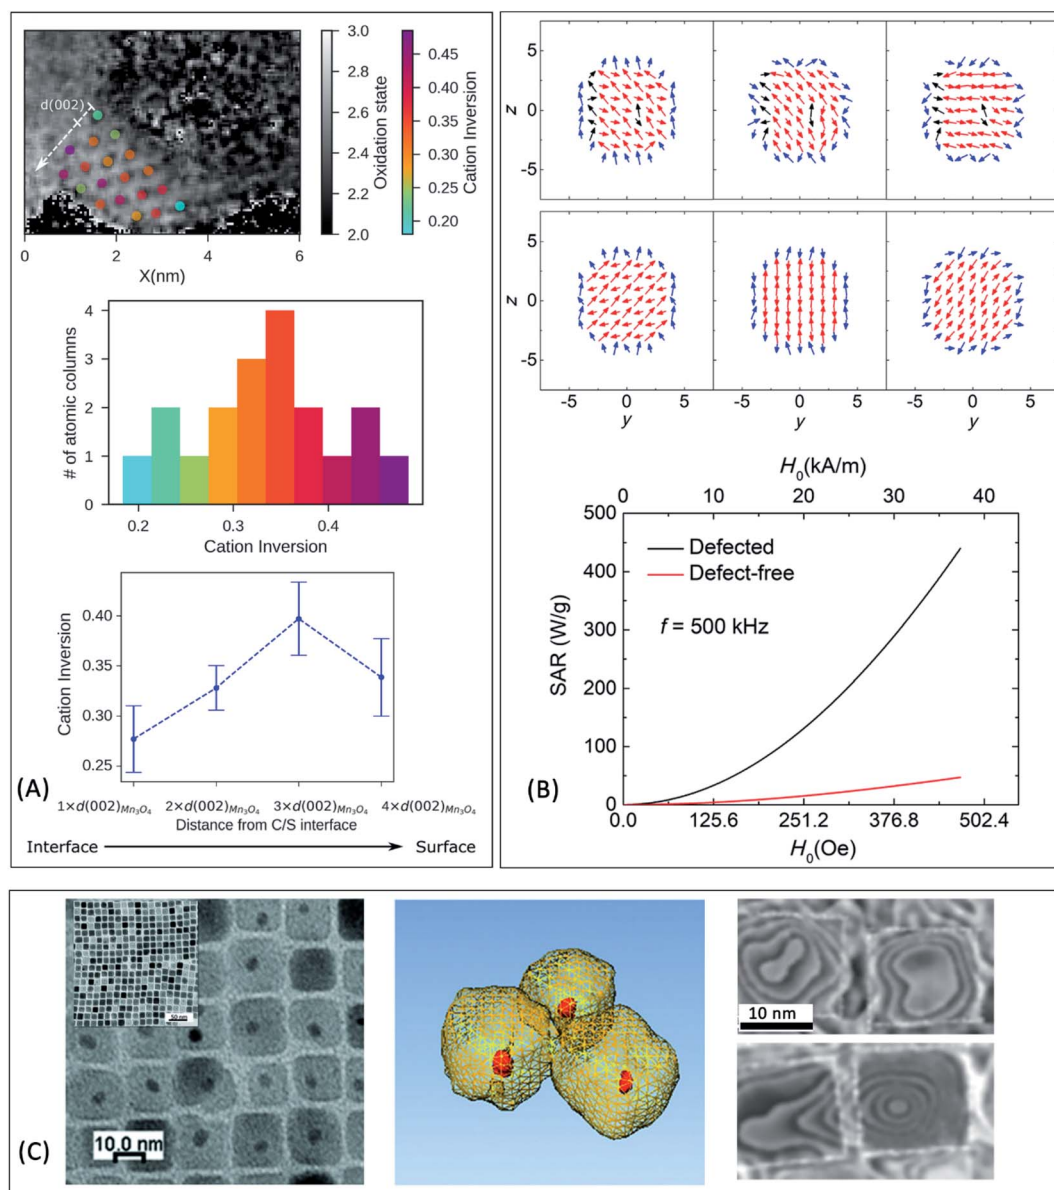 (A)
d(002)
3.0
2.8
2.6
2.4
2.2
2.0
Oxidation state
0.45
0.40
0.35
0.30
0.25
0.20
Cation Inversion
0 2 4 6
X(nm)
4
3
2
1
0
# of atomic columns
0.2 0.3 0.4
Cation Inversion
0.40
0.35
0.30
0.25
Cation Inversion
1×d(002)Mn3O4 2×d(002)Mn3O4 3×d(002)Mn3O4 4×d(002)Mn3O4
Distance from C/S interface
Interface Surface
(B)
5
0
-5
z
5
0
-5
z
-5 0 5 -5 0 5 -5 0 5
y y y
H0(kA/m)
0 10 20 30 40
500
400
300
200
100
0
SAR (W/g)
Defected
Defect-free
f = 500 kHz
0.0 125.6 251.2 376.8 502.4
H0(Oe)
(C)
50 nm
10.0 nm
10 nm